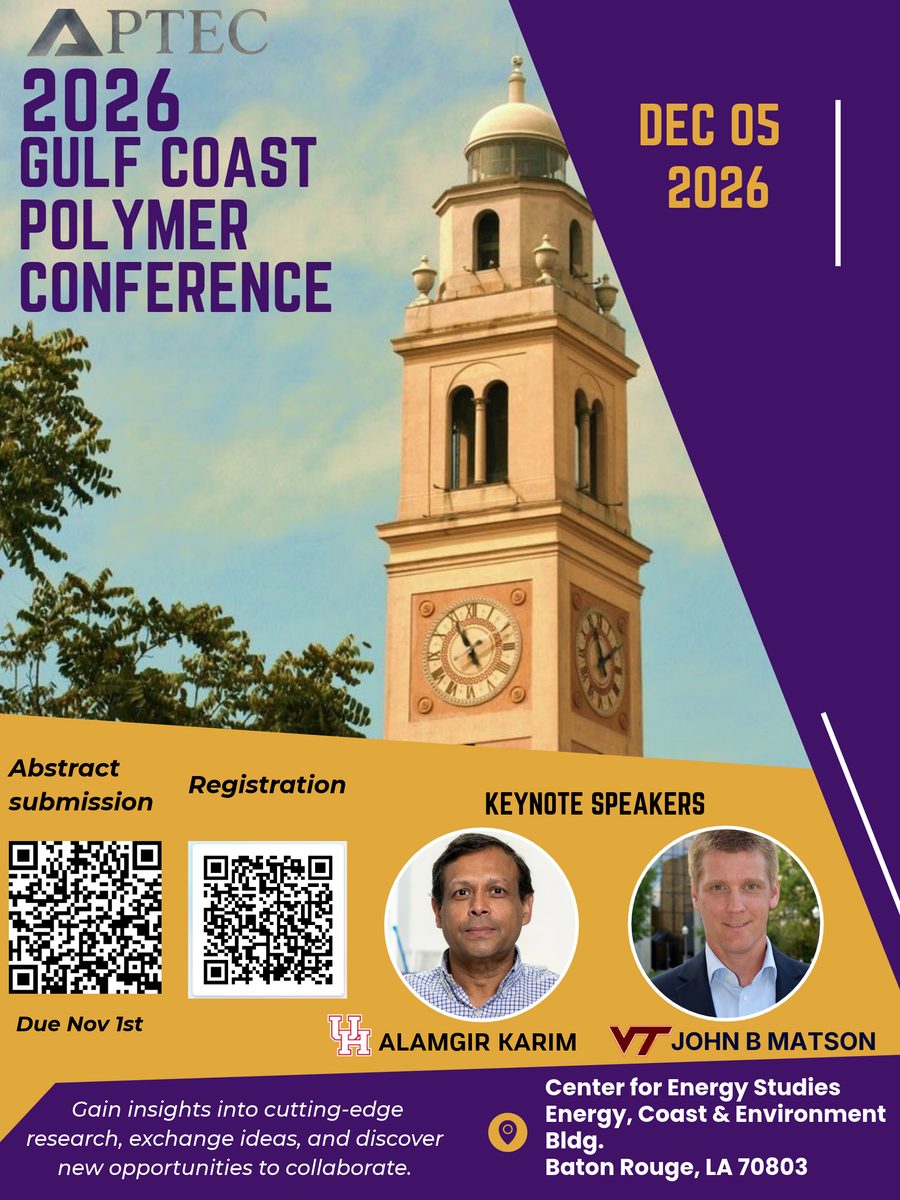 APTEC
2026
GULF COAST
POLYMER
CONFERENCE
DEC 05
2026
Abstract
submission
Registration
Due Nov 1st
KEYNOTE SPEAKERS
UH
ALAMGIR KARIM
VT
JOHN B MATSON
Gain insights into cutting-edge
research, exchange ideas, and discover
new opportunities to collaborate.
Center for Energy Studies
Energy, Coast & Environment
Bldg.
Baton Rouge, LA 70803